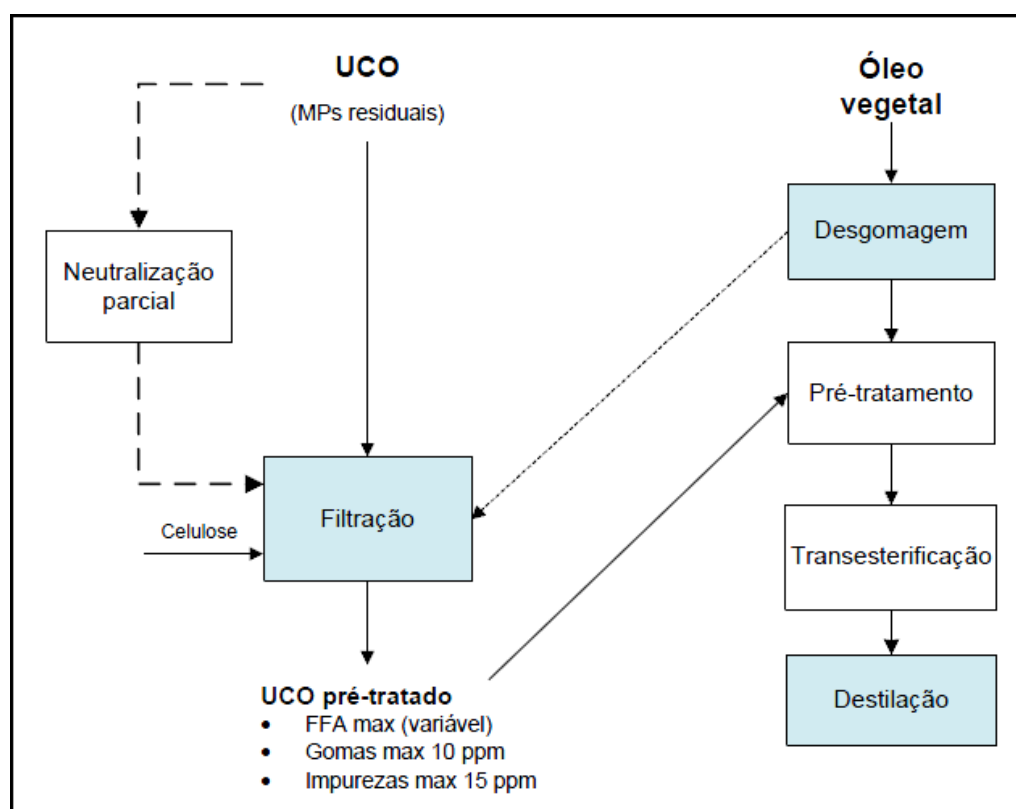 UCO
(MPs residuais)
Óleo
vegetal
Desgomagem
Neutralização
parcial
Pré-tratamento
Celulose
Filtração
Transesterificação
UCO pré-tratado
• FFA max (variável)
• Gomas max 10 ppm
• Impurezas max 15 ppm
Destilação